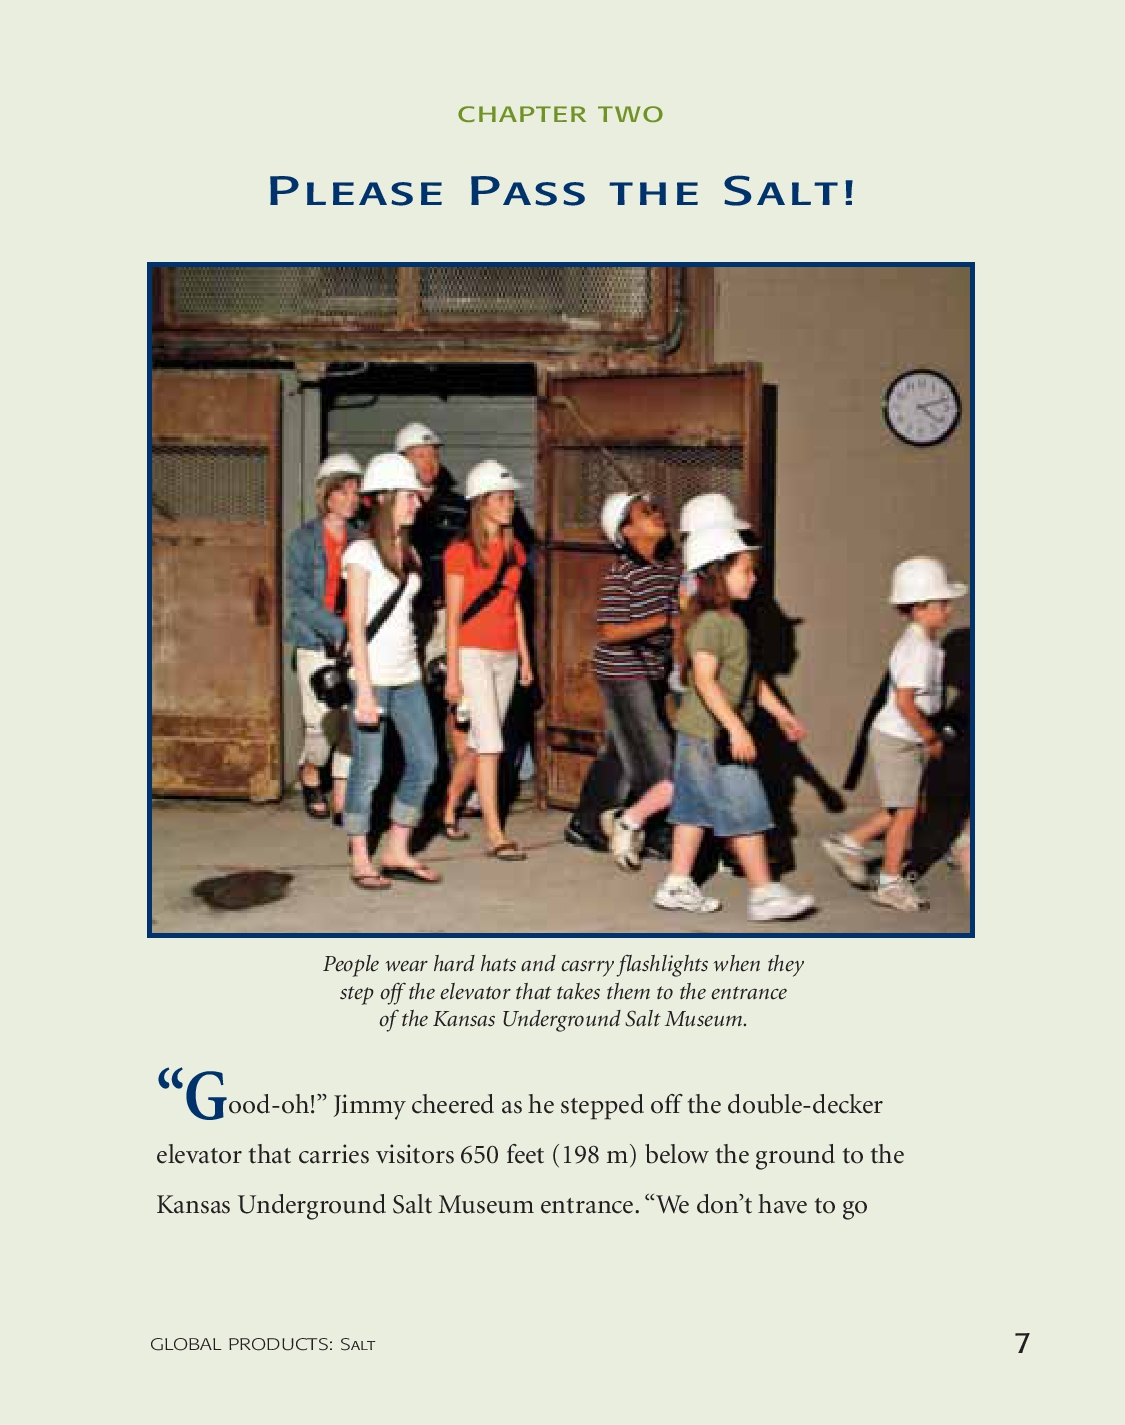 CHAPTER TWO
PLEASE PASS THE SALT!
People wear hard hats and casrry flashlights when they
step off the elevator that takes them to the entrance
of the Kansas Underground Salt Museum.
“Good-oh!” Jimmy cheered as he stepped off the double-decker
elevator that carries visitors 650 feet (198 m) below the ground to the
Kansas Underground Salt Museum entrance. “We don’t have to go
GLOBAL PRODUCTS: SALT
7